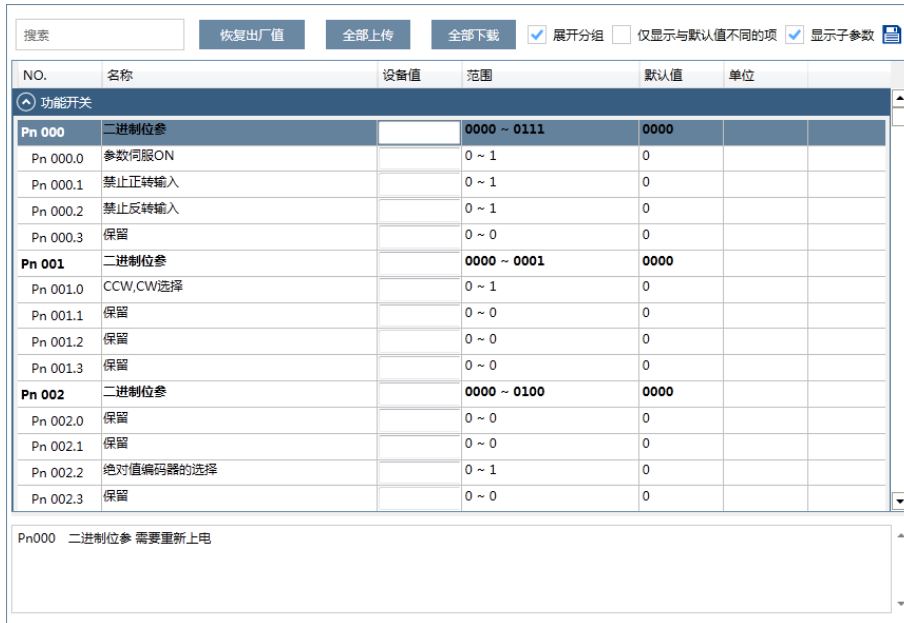 搜索 恢复出厂值 全部上传 全部下载 展开分组 仅显示与默认值不同的项 显示子参数
NO. 名称 设备值 范围 默认值 单位
功能开关
Pn 000 二进制位参 0000 ~ 0111 0000
Pn 000.0 参数伺服ON 0 ~ 1 0
Pn 000.1 禁止正转输入 0 ~ 1 0
Pn 000.2 禁止反转输入 0 ~ 1 0
Pn 000.3 保留 0 ~ 0 0
Pn 001 二进制位参 0000 ~ 0001 0000
Pn 001.0 CCW,CW选择 0 ~ 1 0
Pn 001.1 保留 0 ~ 0 0
Pn 001.2 保留 0 ~ 0 0
Pn 001.3 保留 0 ~ 0 0
Pn 002 二进制位参 0000 ~ 0100 0000
Pn 002.0 保留 0 ~ 0 0
Pn 002.1 保留 0 ~ 0 0
Pn 002.2 绝对值编码器的选择 0 ~ 1 0
Pn 002.3 保留 0 ~ 0 0
Pn000 二进制位参 需要重新上电